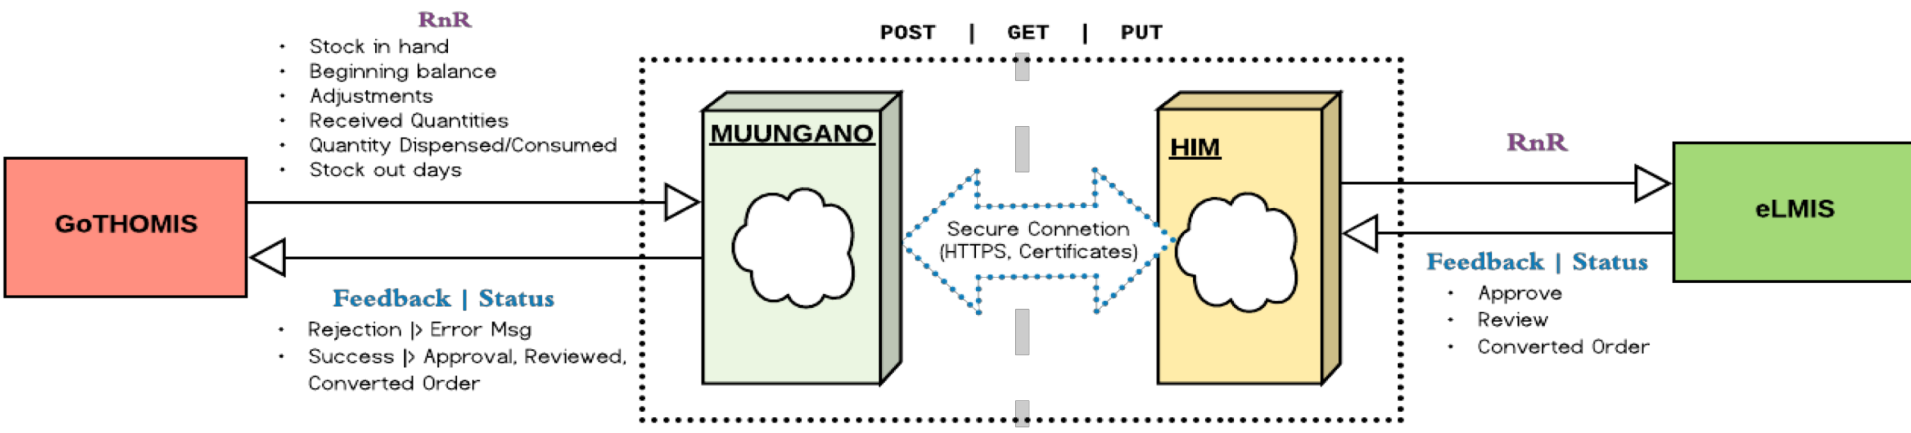 RnR
• Stock in hand
• Beginning balance
• Adjustments
• Received Quantities
• Quantity Dispensed/Consumed
• Stock out days
GoTHOMIS
Feedback | Status
• Rejection |> Error Msg
• Success |> Approval, Reviewed,
Converted Order
POST | GET | PUT
MUUNGANO
Secure Connetion
(HTTPS, Certificates)
HIM
RnR
eLMIS
Feedback | Status
• Approve
• Review
• Converted Order